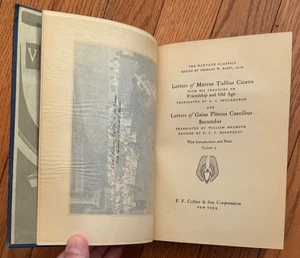 THE HARVARD CLASSICS
EDITED BY CHARLES W. ELIOT, LL.D.
Letters of Marcus Tullius Cicero
WITH HIS TREATISES ON
Friendship and Old Age
TRANSLATED BY E. S. SHUCKBURGH
AND
Letters of Gaius Plinius Caecilius
Secundus
TRANSLATED BY WILLIAM MELMOTH
REVISED BY F. C. T. BOSANQUET
With Introductions and Notes
Volume 9
P. F. Collier & Son Corporation
NEW YORK